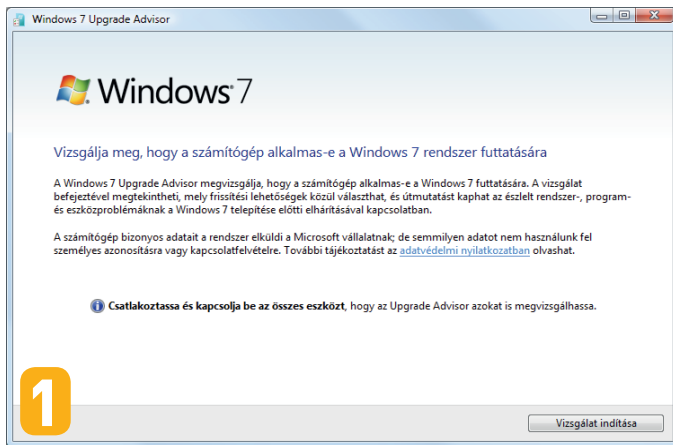 Windows 7 Upgrade Advisor
Windows 7
Vizsgálja meg, hogy a számítógép alkalmas-e a Windows 7 rendszer futtatására
A Windows 7 Upgrade Advisor megvizsgálja, hogy a számítógép alkalmas-e a Windows 7 futtatására. A vizsgálat
befejeztével megtekintheti, mely frissítési lehetőségek közül választhat, és útmutatást kaphat az észlelt rendszer-, program-
és eszközproblémáknak a Windows 7 telepítése előtti elhárításával kapcsolatban.
A számítógép bizonyos adatait a rendszer elküldi a Microsoft vállalatnak; de semmilyen adatot nem használunk fel
személyes azonosításra vagy kapcsolatfelvételre. További tájékoztatást az adatvédelmi nyilatkozatban olvashat.
Csatlakoztassa és kapcsolja be az összes eszközt, hogy az Upgrade Advisor azokat is megvizsgálhassa.
1
Vizsgálat indítása